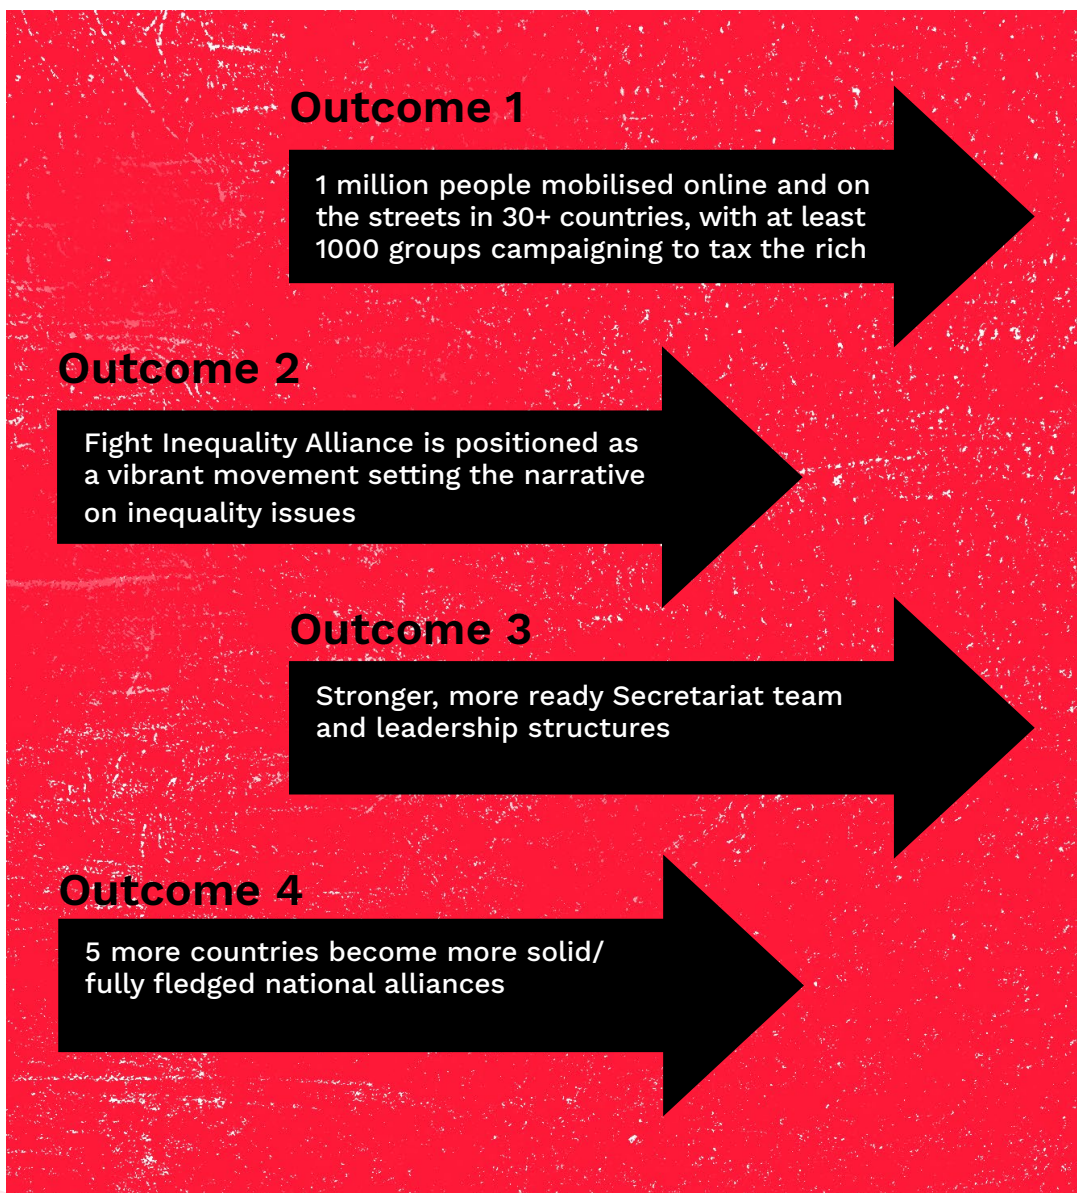 Outcome 1
1 million people mobilised online and on
the streets in 30+ countries, with at least
1000 groups campaigning to tax the rich
Outcome 2
Fight Inequality Alliance is positioned as
a vibrant movement setting the narrative
on inequality issues
Outcome 3
Stronger, more ready Secretariat team
and leadership structures
Outcome 4
5 more countries become more solid/
fully fledged national alliances